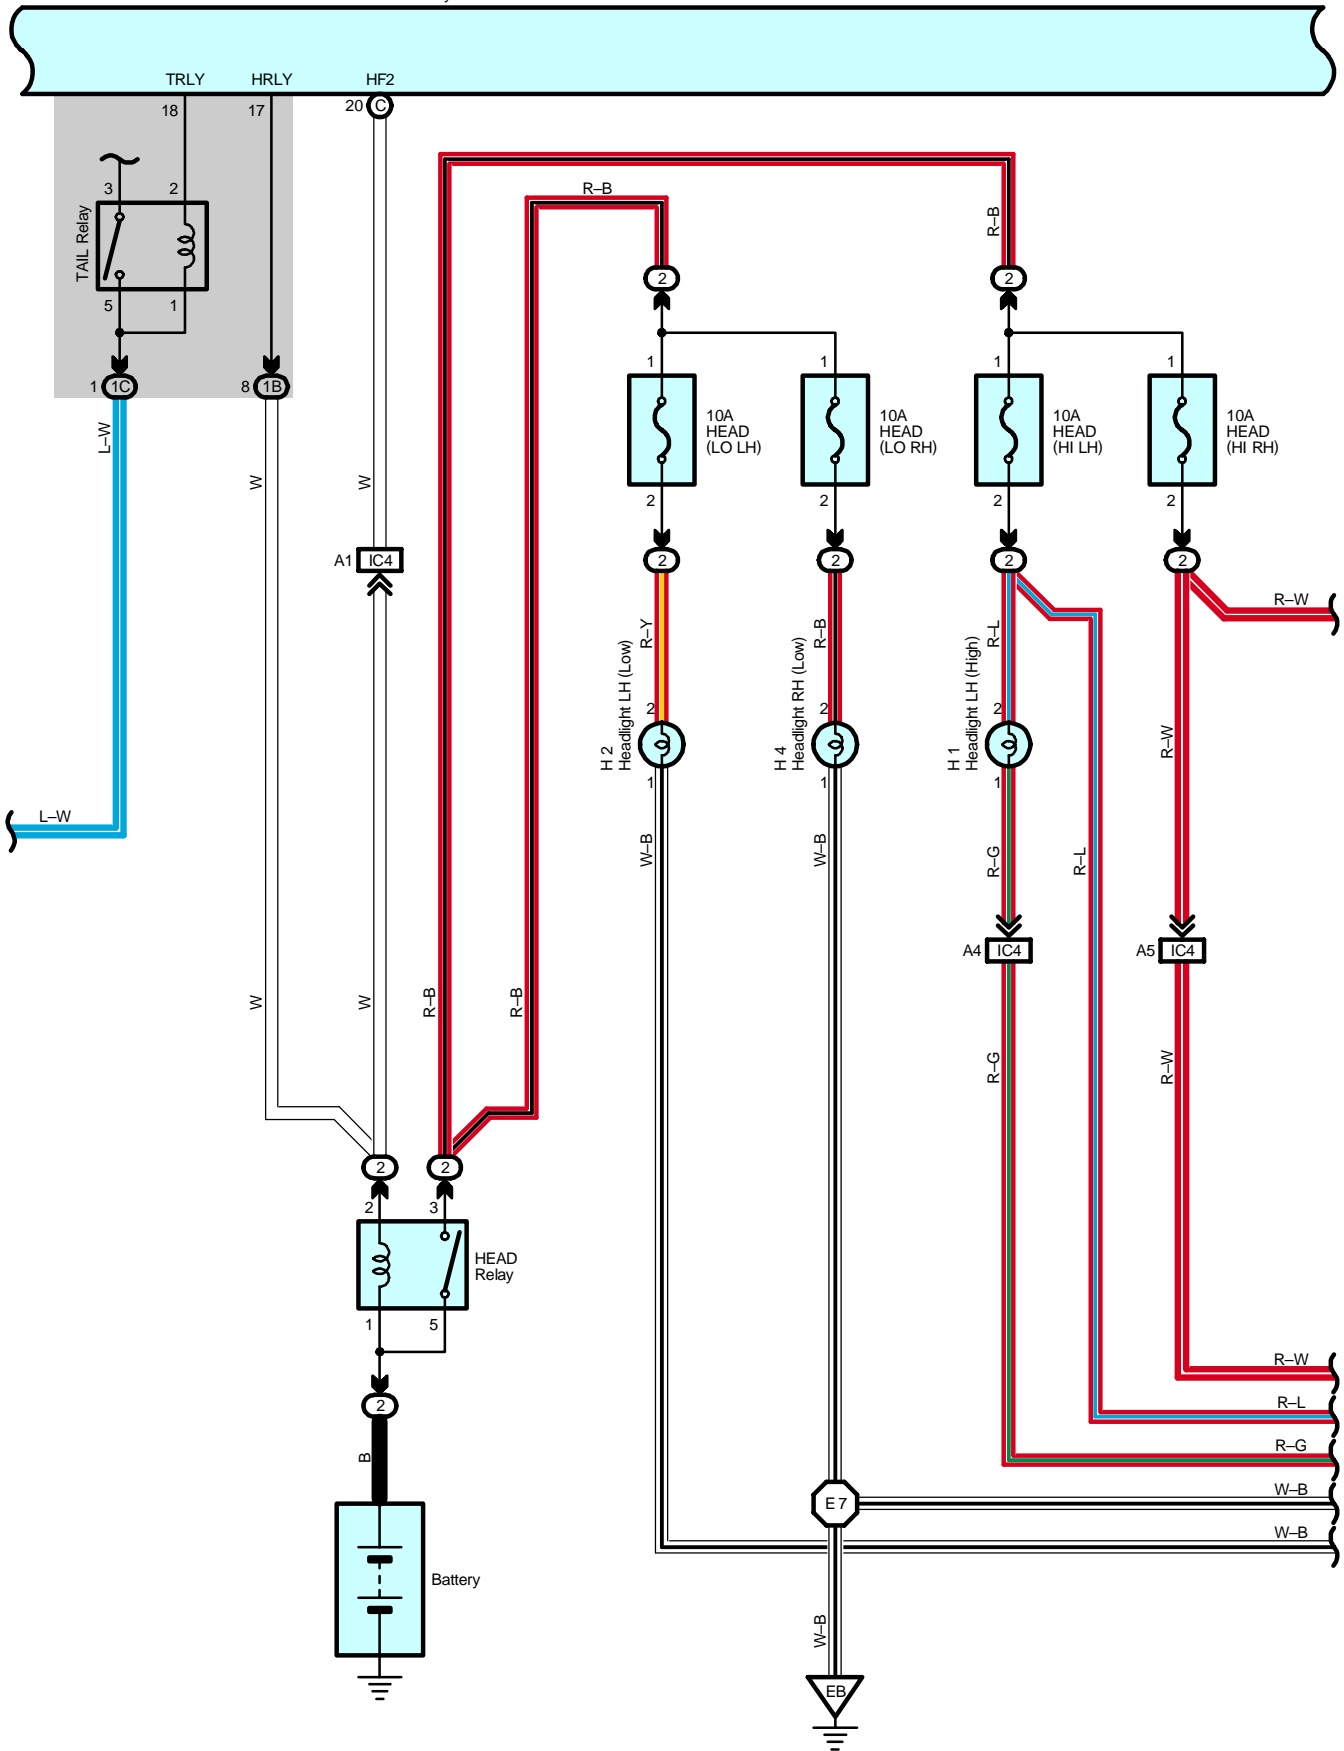 TRLY HRLY HF2
18 17 20 C
3 2
TAIL Relay
5 1
1 1C 8 1B
L–W
W
W
A1 IC4
W
W
L–W
R–B
R–B
R–B
R–B
2 2
1 1 1 1
10A
HEAD
(LO LH)
10A
HEAD
(LO RH)
10A
HEAD
(HI LH)
10A
HEAD
(HI RH)
2 2 2 2
2 2 2 2
R–Y
R–B
R–L
R–W
R–W
H 2
Headlight LH (Low)
H 4
Headlight RH (Low)
H 1
Headlight LH (High)
2 2 2
1 1 1
W–B
W–B
R–G
R–L
A4 IC4
A5 IC4
R–G
R–W
2 2
2 3
HEAD
Relay
1 5
2
B
Battery
R–W
R–L
R–G
E 7
W–B
W–B
W–B
EB